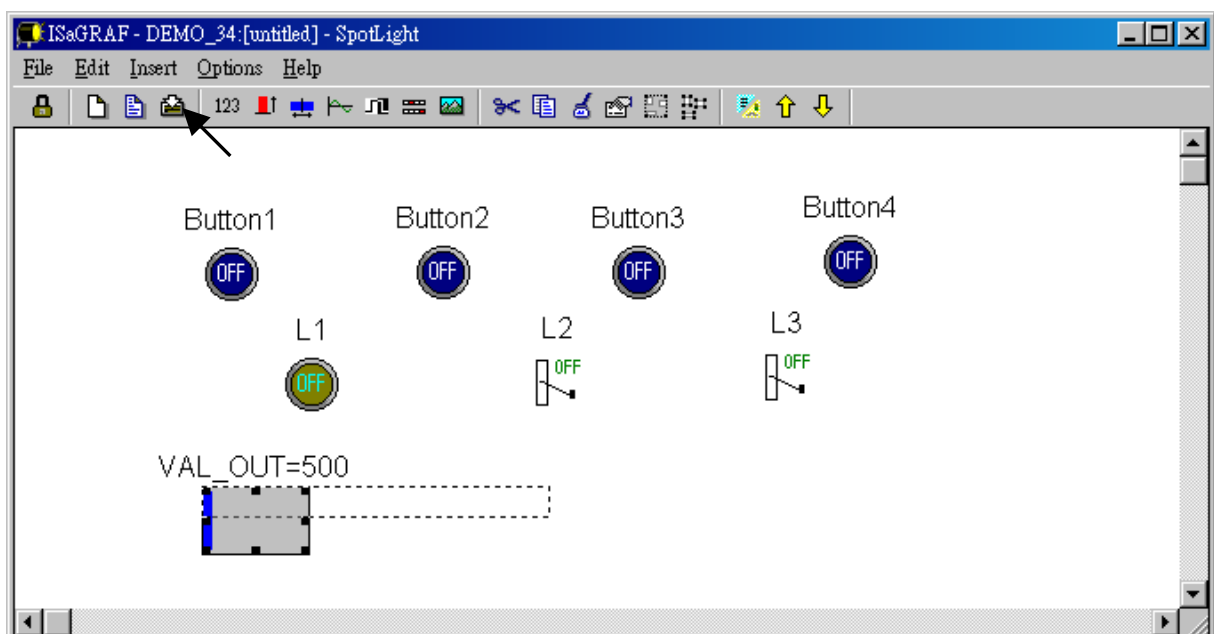 ISaGRAF - DEMO_34:[untitled] - SpotLight
File Edit Insert Options Help
123
Button1 Button2 Button3 Button4
OFF OFF OFF OFF
L1 L2 L3
OFF OFF OFF
VAL_OUT=500